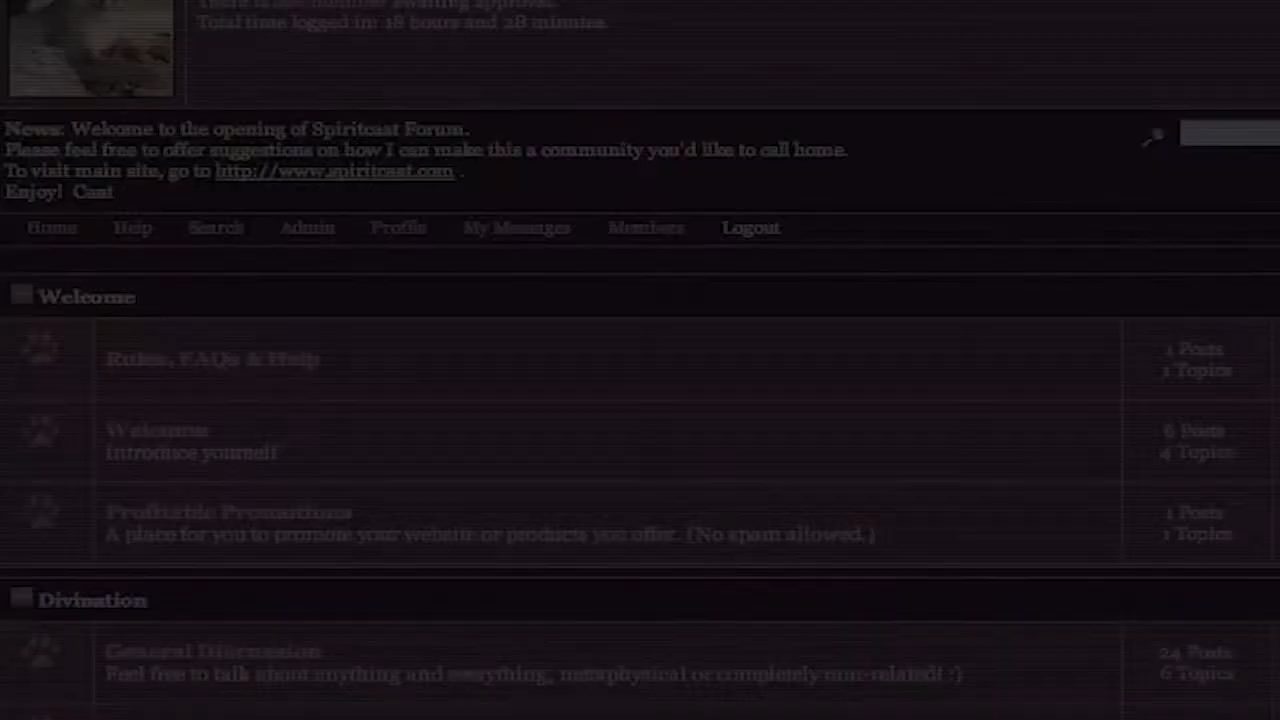 Total time logged in: 18 hours and 28 minutes.
News: Welcome to the opening of Spiritcast Forum.
Please feel free to offer suggestions on how I can make this a community you'd like to call home.
To visit main site, go to http://www.spiritcast.com .
Enjoy! Cast
Home Help Search Admin Profile My Messages Members Logout
Welcome
Rules, FAQs & Help
1 Posts
1 Topics
Welcome
Introduce yourself
6 Posts
4 Topics
Profitable Promotions
A place for you to promote your website or products you offer. (No spam allowed.)
1 Posts
1 Topics
Divination
General Discussion
Feel free to talk about anything and everything, metaphysical or completely non-related! :)
24 Posts
6 Topics